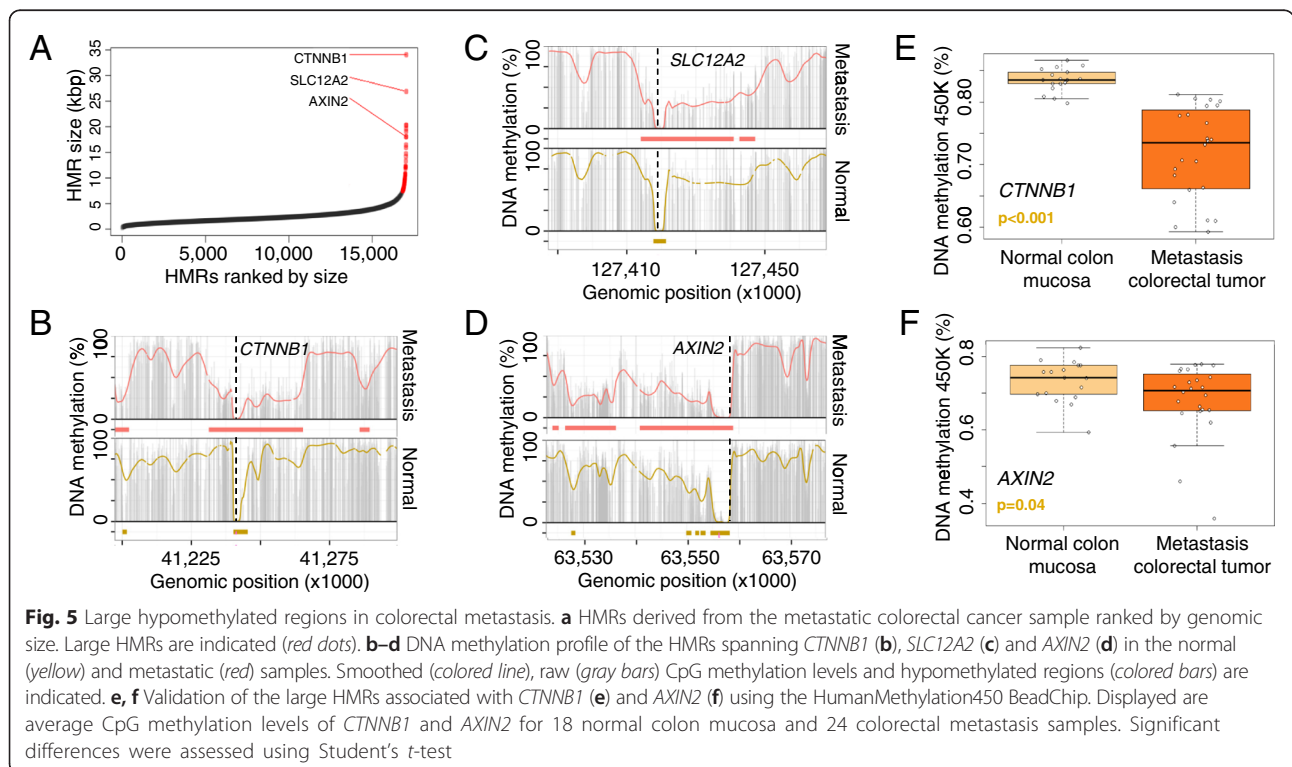 A
HMR size (kbp)
35
30
25
20
15
10
5
0
CTNNB1
SLC12A2
AXIN2
0 5,000 10,000 15,000
HMRs ranked by size
B
DNA methylation (%)
100
0
100
0
CTNNB1
Metastasis
Normal
41,225 41,275
Genomic position (x1000)
C
DNA methylation (%)
100
0
100
0
SLC12A2
Metastasis
Normal
127,410 127,450
Genomic position (x1000)
D
DNA methylation (%)
100
0
100
0
AXIN2
Metastasis
Normal
63,530 63,550 63,570
Genomic position (x1000)
E
DNA methylation 450K
0.80
0.70
0.60
CTNNB1
p<0.001
Normal colon
mucosa
Metastasis
colorectal tumor
F
DNA methylation 450K
0.8
0.6
0.4
AXIN2
p=0.04
Normal colon
mucosa
Metastasis
colorectal tumor
Fig. 5 Large hypomethylated regions in colorectal metastasis. a HMRs derived from the metastatic colorectal cancer sample ranked by genomic
size. Large HMRs are indicated (red dots). b–d DNA methylation profile of the HMRs spanning CTNNB1 (b), SLC12A2 (c) and AXIN2 (d) in the normal
(yellow) and metastatic (red) samples. Smoothed (colored line), raw (gray bars) CpG methylation levels and hypomethylated regions (colored bars) are
indicated. e, f Validation of the large HMRs associated with CTNNB1 (e) and AXIN2 (f) using the HumanMethylation450 BeadChip. Displayed are
average CpG methylation levels of CTNNB1 and AXIN2 for 18 normal colon mucosa and 24 colorectal metastasis samples. Significant
differences were assessed using Student's t-test